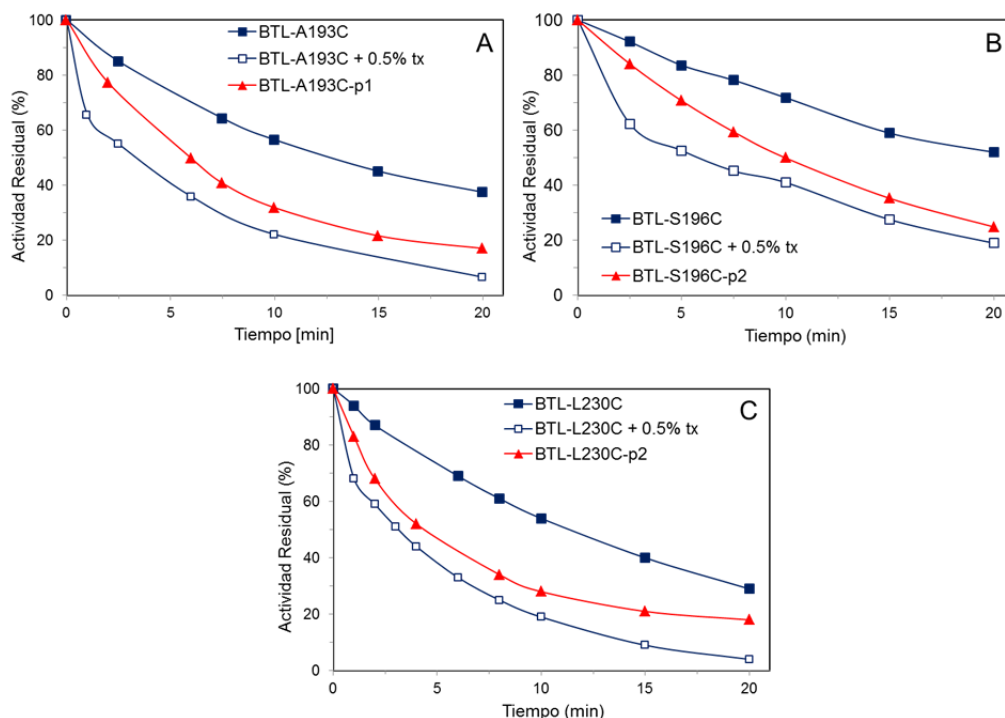 A
Actividad Residual (%)
100
80
60
40
20
0
BTL-A193C
BTL-A193C + 0.5% tx
BTL-A193C-p1
0 5 10 15 20
Tiempo [min]
B
Actividad Residual (%)
100
80
60
40
20
0
BTL-S196C
BTL-S196C + 0.5% tx
BTL-S196C-p2
0 5 10 15 20
Tiempo (min)
C
Actividad Residual (%)
100
80
60
40
20
0
BTL-L230C
BTL-L230C + 0.5% tx
BTL-L230C-p2
0 5 10 15 20
Tiempo (min)